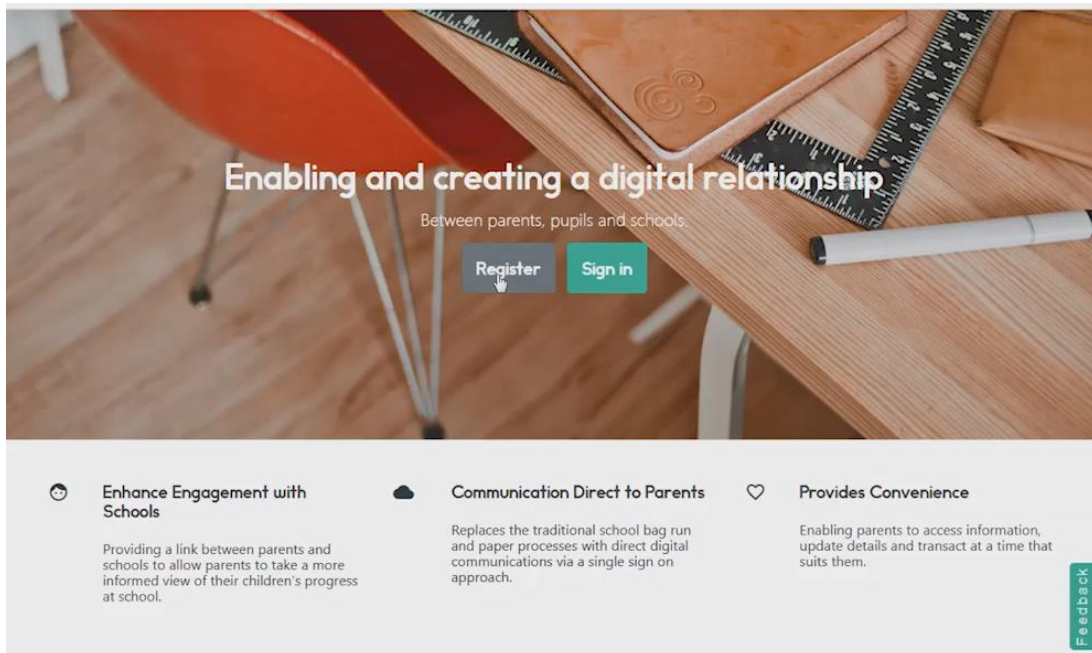 Enabling and creating a digital relationship
Between parents, pupils and schools.
Register
Sign in
Enhance Engagement with
Schools
Providing a link between parents and
schools to allow parents to take a more
informed view of their children's progress
at school.
Communication Direct to Parents
Replaces the traditional school bag run
and paper processes with direct digital
communications via a single sign on
approach.
Provides Convenience
Enabling parents to access information,
update details and transact at a time that
suits them.
Feedback